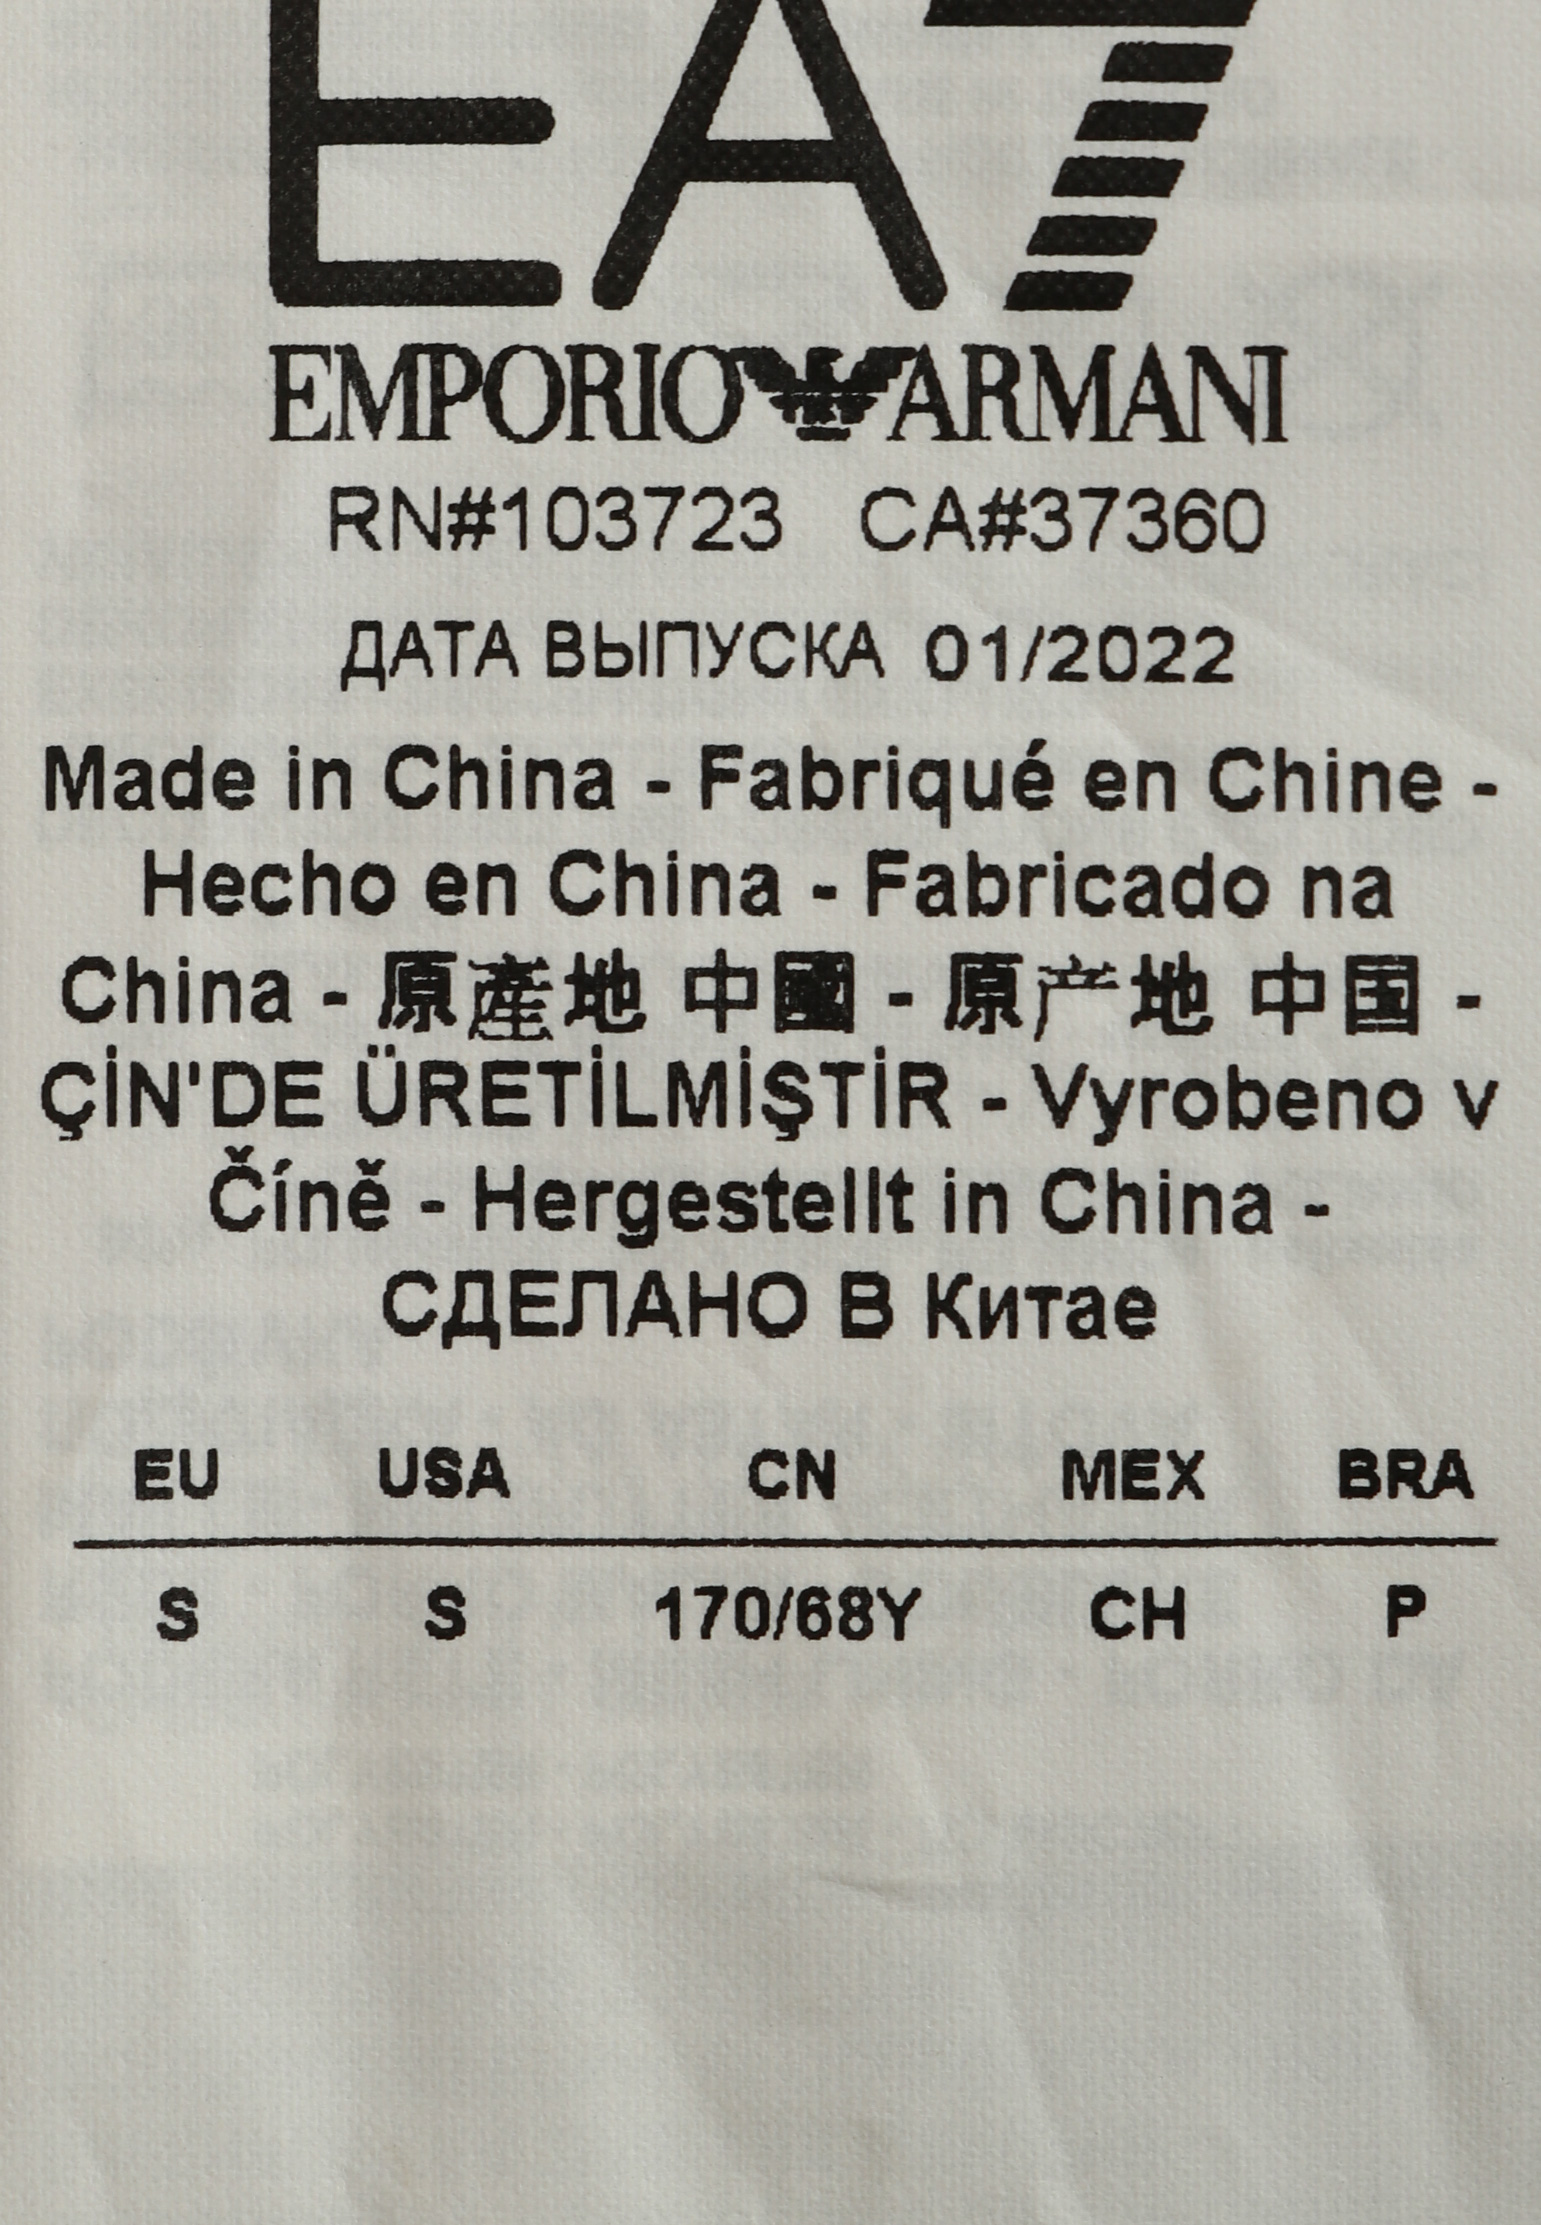 EA7
EMPORIO ARMANI
RN#103723 CA#37360
ДАТА ВЫПУСКА 01/2022
Made in China - Fabriqué en Chine -
Hecho en China - Fabricado na
China - 原產地 中國 - 原产地 中国 -
ÇİN'DE ÜRETİLMİŞTİR - Vyrobeno v
Číně - Hergestellt in China -
СДЕЛАНО В Китае
EU USA CN MEX BRA
S S 170/68Y CH P